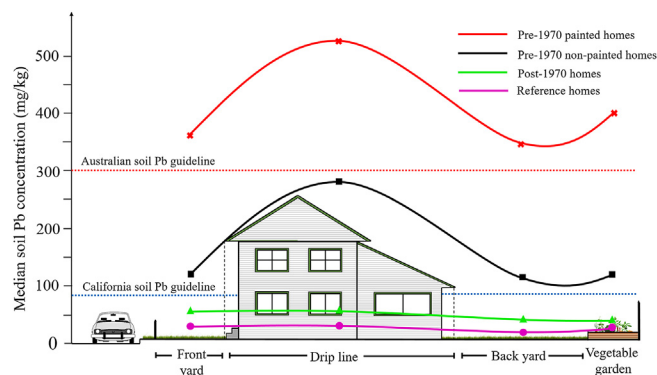 Median soil Pb concentration (mg/kg)
500
400
300
200
100
0
Pre-1970 painted homes
Pre-1970 non-painted homes
Post-1970 homes
Reference homes
Australian soil Pb guideline
California soil Pb guideline
Front
yard
Drip line
Back yard
Vegetable
garden